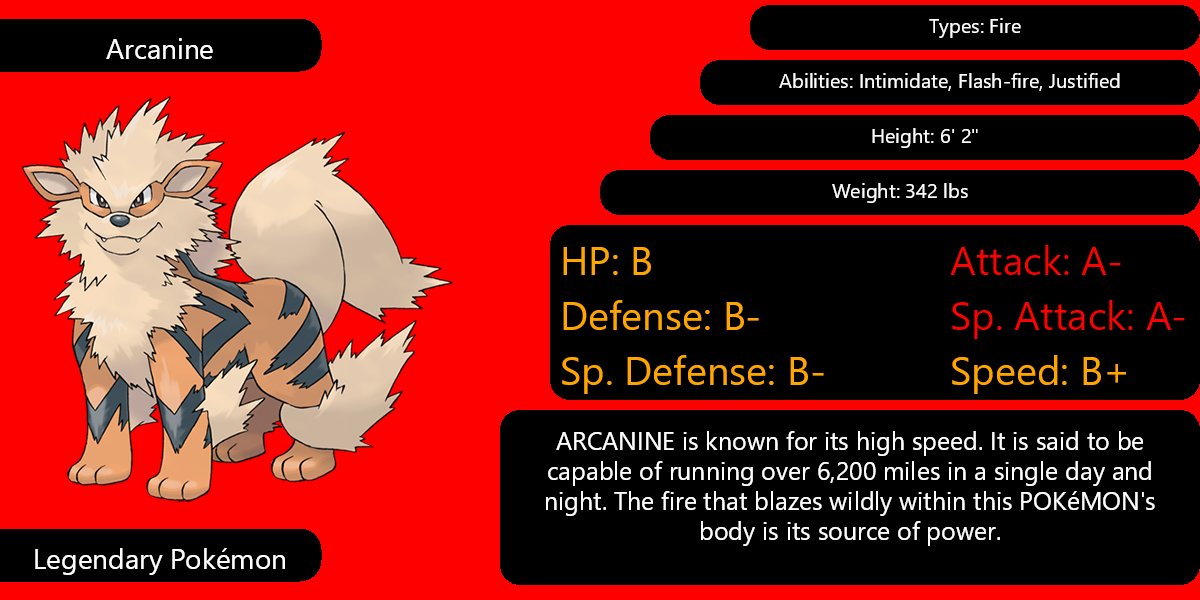 Arcanine
Types: Fire
Abilities: Intimidate, Flash-fire, Justified
Height: 6' 2"
Weight: 342 lbs
HP: B
Attack: A-
Defense: B-
Sp. Attack: A-
Sp. Defense: B-
Speed: B+
ARCANINE is known for its high speed. It is said to be
capable of running over 6,200 miles in a single day and
night. The fire that blazes wildly within this POKéMON's
body is its source of power.
Legendary Pokémon